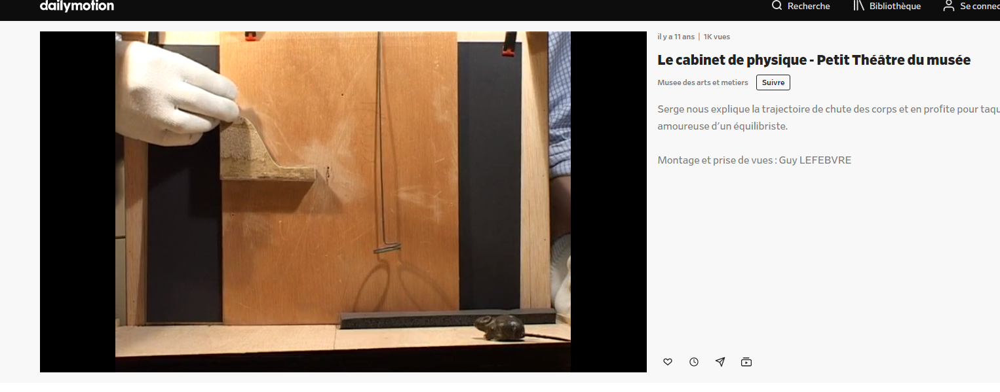 dailymotion
Recherche
Bibliothèque
Se connec
il y a 11 ans | 1K vues
Le cabinet de physique - Petit Théâtre du musée
Musee des arts et metiers
Suivre
Serge nous explique la trajectoire de chute des corps et en profite pour taqu
amoureuse d’un équilibriste.
Montage et prise de vues : Guy LEFEBVRE